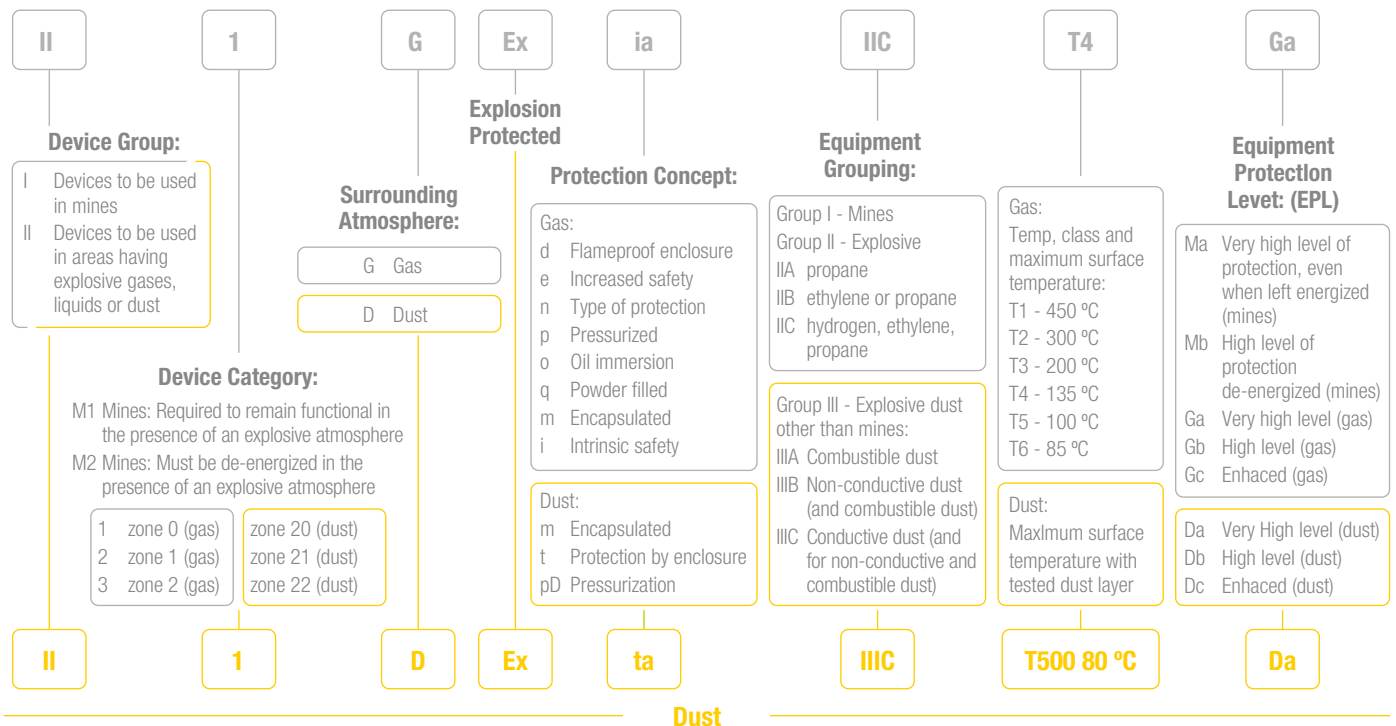 II 1 G Ex ia IIC T4 Ga
Explosion
Protected
Device Group:
I Devices to be used
in mines
II Devices to be used
in areas having
explosive gases,
liquids or dust
Surrounding
Atmosphere:
G Gas
D Dust
Device Category:
M1 Mines: Required to remain functional in
the presence of an explosive atmosphere
M2 Mines: Must be de-energized in the
presence of an explosive atmosphere
1 zone 0 (gas) zone 20 (dust)
2 zone 1 (gas) zone 21 (dust)
3 zone 2 (gas) zone 22 (dust)
Protection Concept:
Gas:
d Flameproof enclosure
e Increased safety
n Type of protection
p Pressurized
o Oil immersion
q Powder filled
m Encapsulated
i Intrinsic safety
Dust:
m Encapsulated
t Protection by enclosure
pD Pressurization
Equipment
Grouping:
Group I - Mines
Group II - Explosive
IIA propane
IIB ethylene or propane
IIC hydrogen, ethylene,
propane
Group III - Explosive dust
other than mines:
IIIA Combustible dust
IIIB Non-conductive dust
(and combustible dust)
IIIC Conductive dust (and
for non-conductive and
combustible dust)
Gas:
Temp, class and
maximum surface
temperature:
T1 - 450 ºC
T2 - 300 ºC
T3 - 200 ºC
T4 - 135 ºC
T5 - 100 ºC
T6 - 85 ºC
Dust:
Maxlmum surface
temperature with
tested dust layer
Equipment
Protectlon
Levet: (EPL)
Ma Very high level of
protection, even
when left energized
(mines)
Mb High level of
protection
de-energized (mines)
Ga Very high level (gas)
Gb High level (gas)
Gc Enhaced (gas)
Da Very High level (dust)
Db High level (dust)
Dc Enhaced (dust)
II 1 D Ex ta IIIC T500 80 ºC Da
Dust